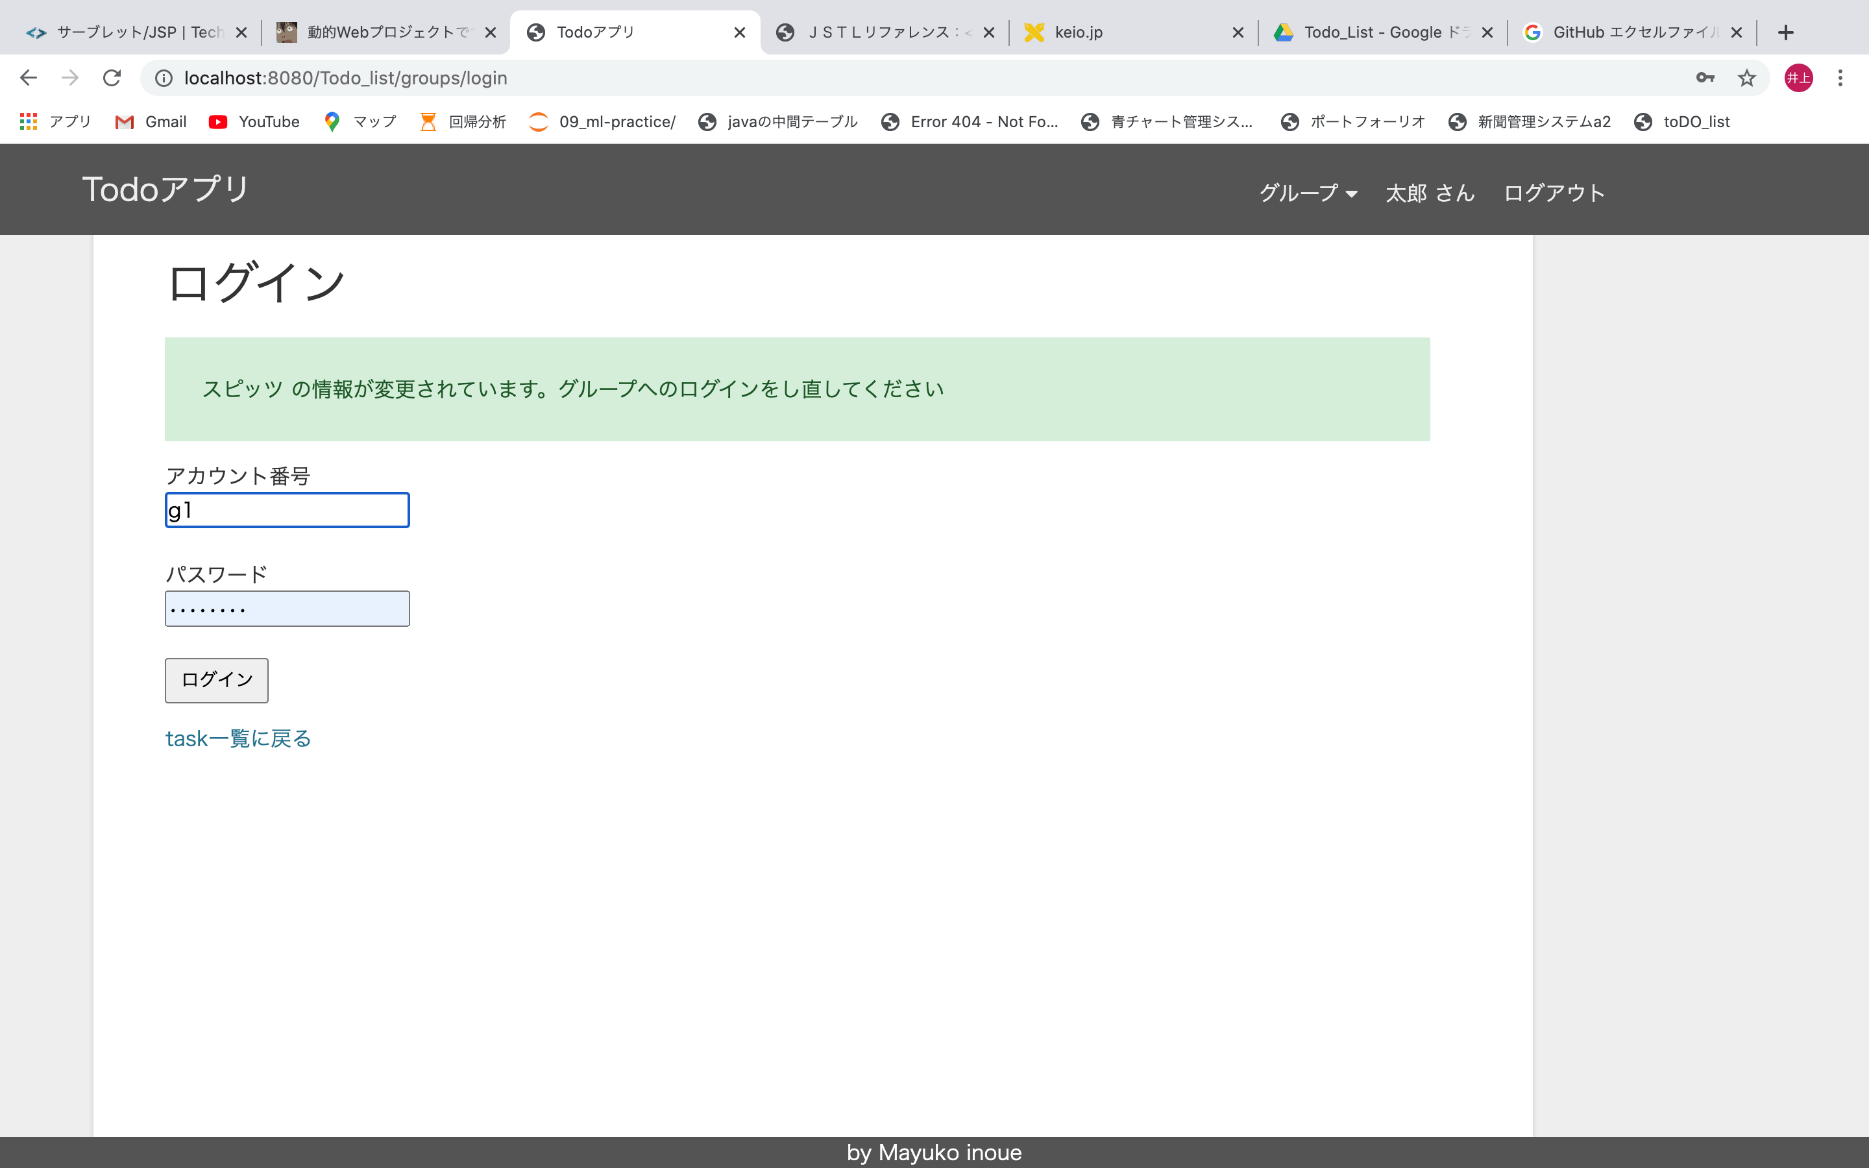 サーブレット/JSP | Tech
動的Webプロジェクトで
Todoアプリ
JSTLリファレンス：<
keio.jp
Todo_List - Google ドラ
GitHub エクセルファイル
localhost:8080/Todo_list/groups/login
井上
アプリ
Gmail
YouTube
マップ
回帰分析
09_ml-practice/
javaの中間テーブル
Error 404 - Not Fo...
青チャート管理シス...
ポートフォーリオ
新聞管理システムa2
toDO_list
Todoアプリ
グループ
太郎 さん
ログアウト
ログイン
スピッツ の情報が変更されています。グループへのログインをし直してください
アカウント番号
g1
パスワード
••••••••
ログイン
task一覧に戻る
by Mayuko inoue